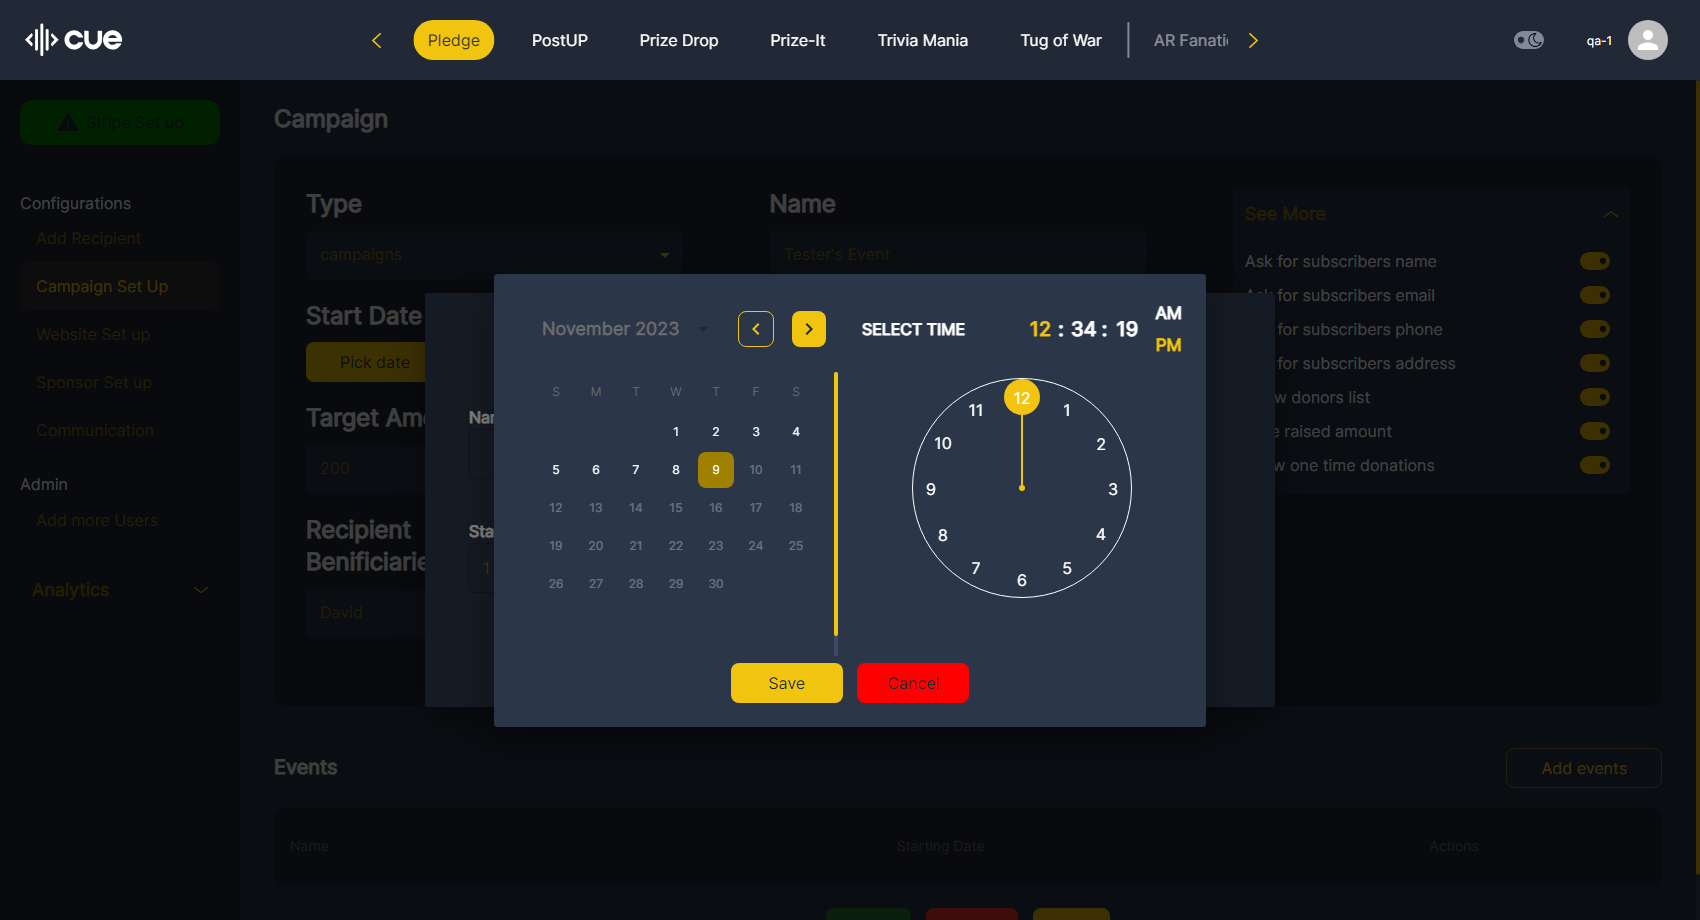 cue
Pledge
PostUP
Prize Drop
Prize-It
Trivia Mania
Tug of War
AR Fanati
qa-1
Stripe Set up
Configurations
Add Recipient
Campaign Set Up
Website Set up
Sponsor Set up
Communication
Admin
Add more Users
Analytics
Campaign
Type
campaigns
Name
Tester's Event
Start Date
Pick date
Target Am
200
Recipient
Benificiarie
David
See More
Ask for subscribers name
for subscribers email
for subscribers phone
for subscribers address
w donors list
raised amount
w one time donations
Nar
Sta
1
November 2023
S M T W T F S
1 2 3 4
5 6 7 8 9 10 11
12 13 14 15 16 17 18
19 20 21 22 23 24 25
26 27 28 29 30
SELECT TIME
12 : 34 : 19
AM
PM
12
11 1
10 2
9 3
8 4
7 5
6
Save
Cancel
Events
Add events
Name
Starting Date
Actions